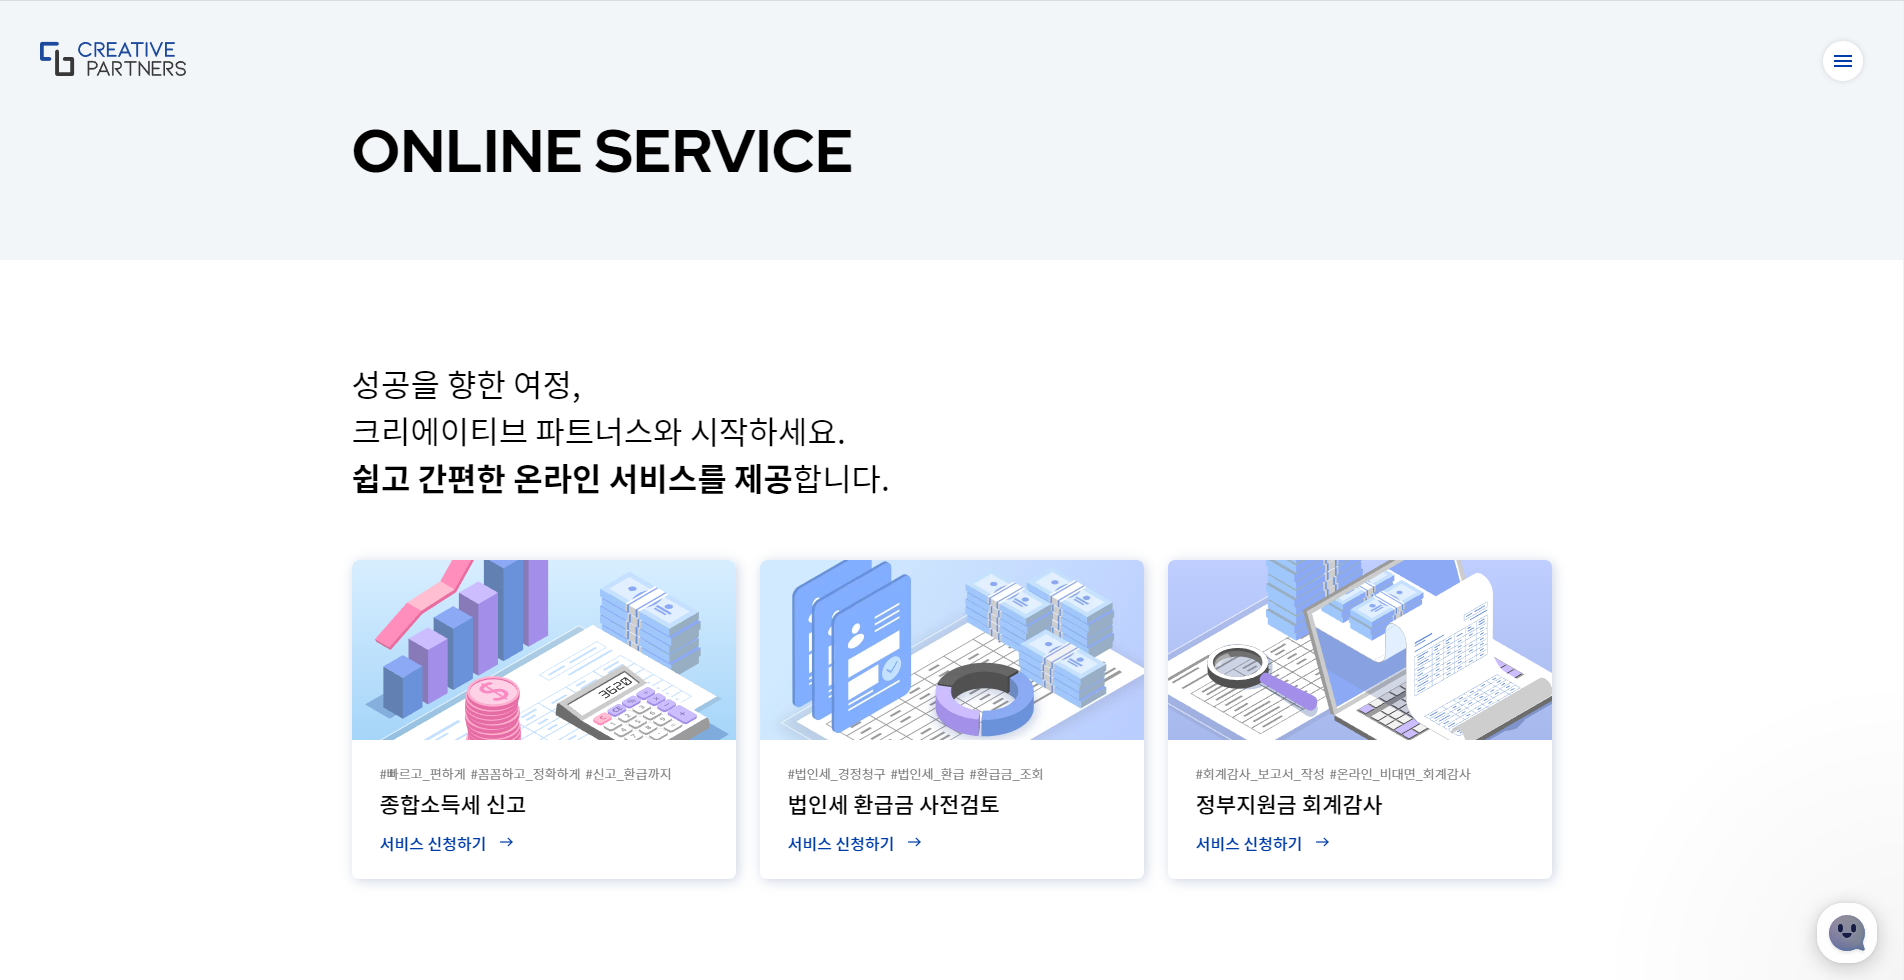 CREATIVE
PARTNERS
ONLINE SERVICE
성공을 향한 여정,
크리에이티브 파트너스와 시작하세요.
쉽고 간편한 온라인 서비스를 제공합니다.
3620
#빠르고_편하게 #꼼꼼하고_정확하게 #신고_환급까지
종합소득세 신고
서비스 신청하기 →
#법인세_경정청구 #법인세_환급 #환급금_조회
법인세 환급금 사전검토
서비스 신청하기 →
#회계감사_보고서_작성 #온라인_비대면_회계감사
정부지원금 회계감사
서비스 신청하기 →